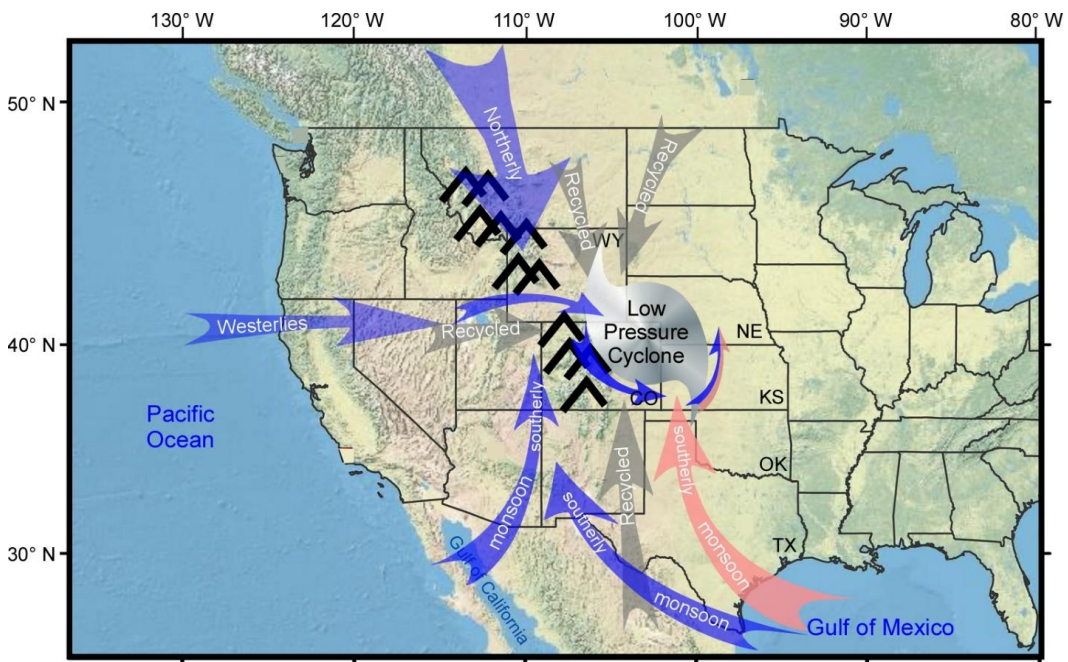 130° W
120° W
110° W
100° W
90° W
80° W
50° N
40° N
30° N
Northerly
Recycled
Recycled
WY
Westerlies
Recycled
Low
Pressure
Cyclone
NE
CO
KS
Pacific
Ocean
southerly
monsoon
Recycled
southerly
OK
southerly
monsoon
monsoon
TX
Gulf of California
Gulf of Mexico